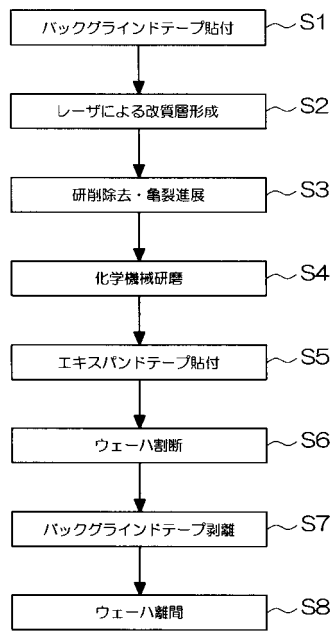 バックグラインドテープ貼付 S1
レーザによる改質層形成 S2
研削除去・亀裂進展 S3
化学機械研磨 S4
エキスパンドテープ貼付 S5
ウェーハ割断 S6
バックグラインドテープ剥離 S7
ウェーハ離間 S8